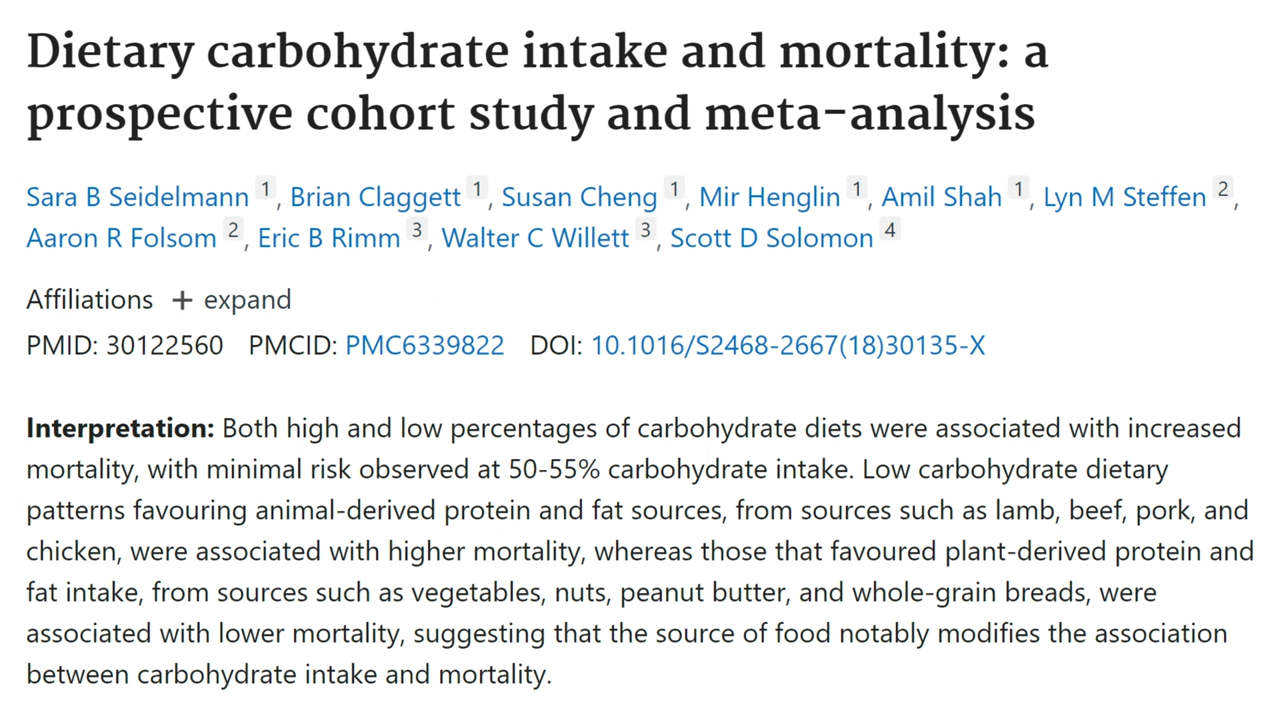 Dietary carbohydrate intake and mortality: a
prospective cohort study and meta-analysis
Sara B Seidelmann 1, Brian Claggett 1, Susan Cheng 1, Mir Henglin 1, Amil Shah 1, Lyn M Steffen 2,
Aaron R Folsom 2, Eric B Rimm 3, Walter C Willett 3, Scott D Solomon 4
Affiliations + expand
PMID: 30122560 PMCID: PMC6339822 DOI: 10.1016/S2468-2667(18)30135-X
Interpretation: Both high and low percentages of carbohydrate diets were associated with increased
mortality, with minimal risk observed at 50-55% carbohydrate intake. Low carbohydrate dietary
patterns favouring animal-derived protein and fat sources, from sources such as lamb, beef, pork, and
chicken, were associated with higher mortality, whereas those that favoured plant-derived protein and
fat intake, from sources such as vegetables, nuts, peanut butter, and whole-grain breads, were
associated with lower mortality, suggesting that the source of food notably modifies the association
between carbohydrate intake and mortality.